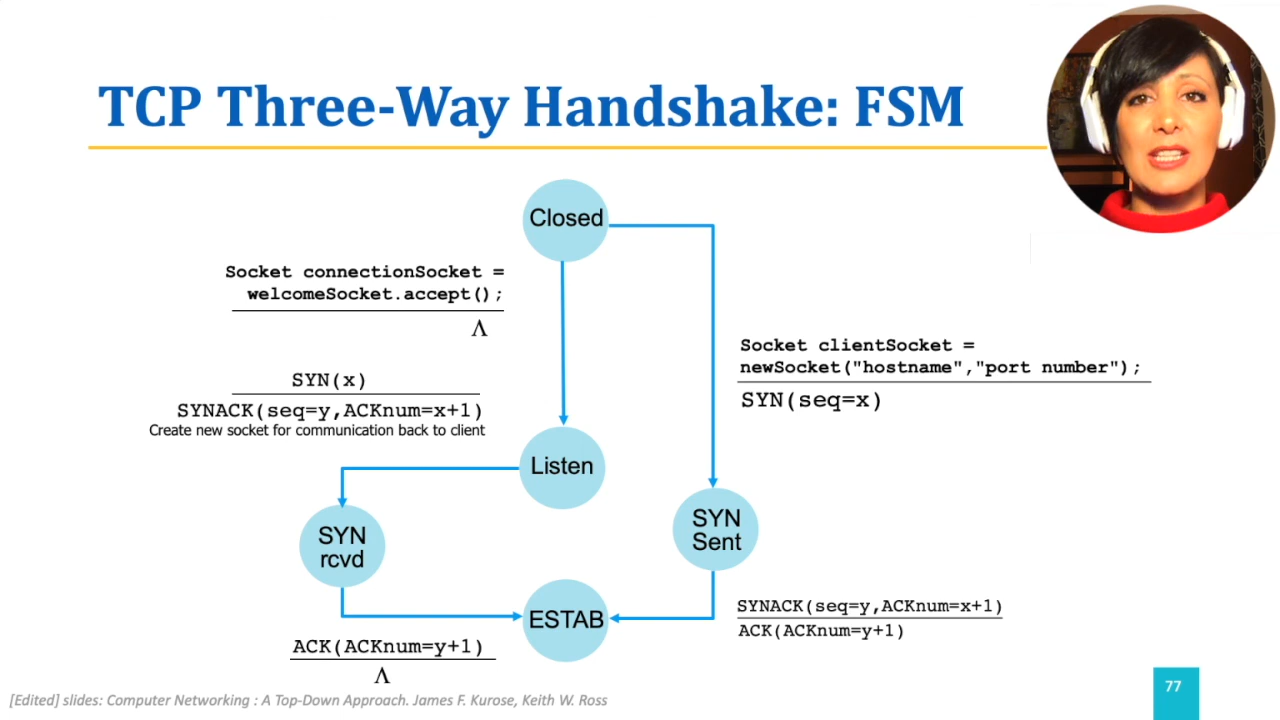 TCP Three-Way Handshake: FSM
Closed
Socket connectionSocket =
welcomeSocket.accept();
Λ
Socket clientSocket =
newSocket("hostname","port number");
SYN(seq=x)
SYN(x)
SYNACK(seq=y,ACKnum=x+1)
Create new socket for communication back to client
Listen
SYN
rcvd
SYN
Sent
ESTAB
SYNACK(seq=y,ACKnum=x+1)
ACK(ACKnum=y+1)
ACK(ACKnum=y+1)
Λ
[Edited] slides: Computer Networking : A Top-Down Approach. James F. Kurose, Keith W. Ross
77